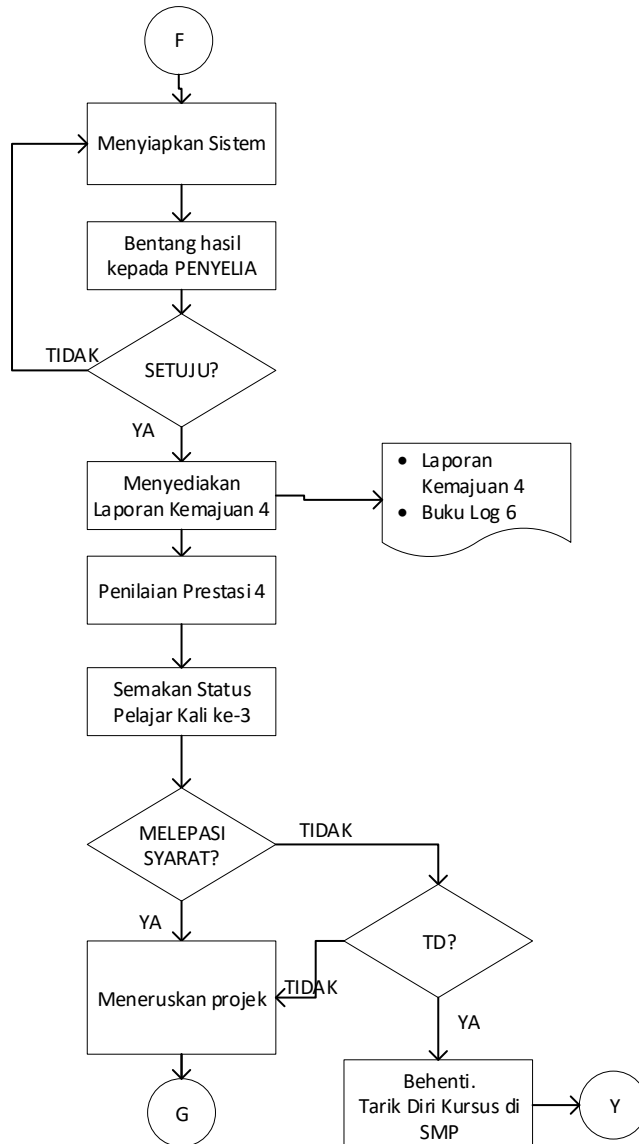 F
Menyiapkan Sistem
Bentang hasil
kepada PENYELIA
TIDAK
SETUJU?
YA
Menyediakan
Laporan Kemajuan 4
• Laporan
Kemajuan 4
• Buku Log 6
Penilaian Prestasi 4
Semakan Status
Pelajar Kali ke-3
MELEPASI
SYARAT?
TIDAK
YA
TD?
TIDAK
Meneruskan projek
YA
G
Behenti.
Tarik Diri Kursus di
SMP
Y